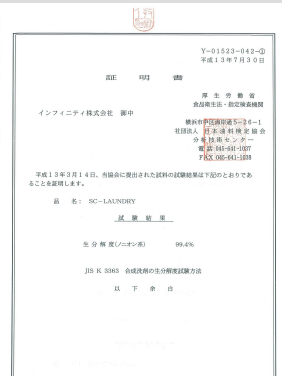 Y-01523-042-①
平成13年7月30日
証明書
厚生労働省
食品衛生法・指定検査機関
インフィニティ株式会社 御中
横浜市中区海岸通5-26-1
社団法人 日本油料検定協会
分析技術センター
電話 045-641-1037
FAX 045-641-1038
平成13年3月14日、当協会に提出された試料の試験結果は下記のとおりであ
ることを証明します。
品名: SC-LAUNDRY
試験結果
生分解度(ノニオン系) 99.4%
JIS K 3363 合成洗剤の生分解度試験方法
以下余白